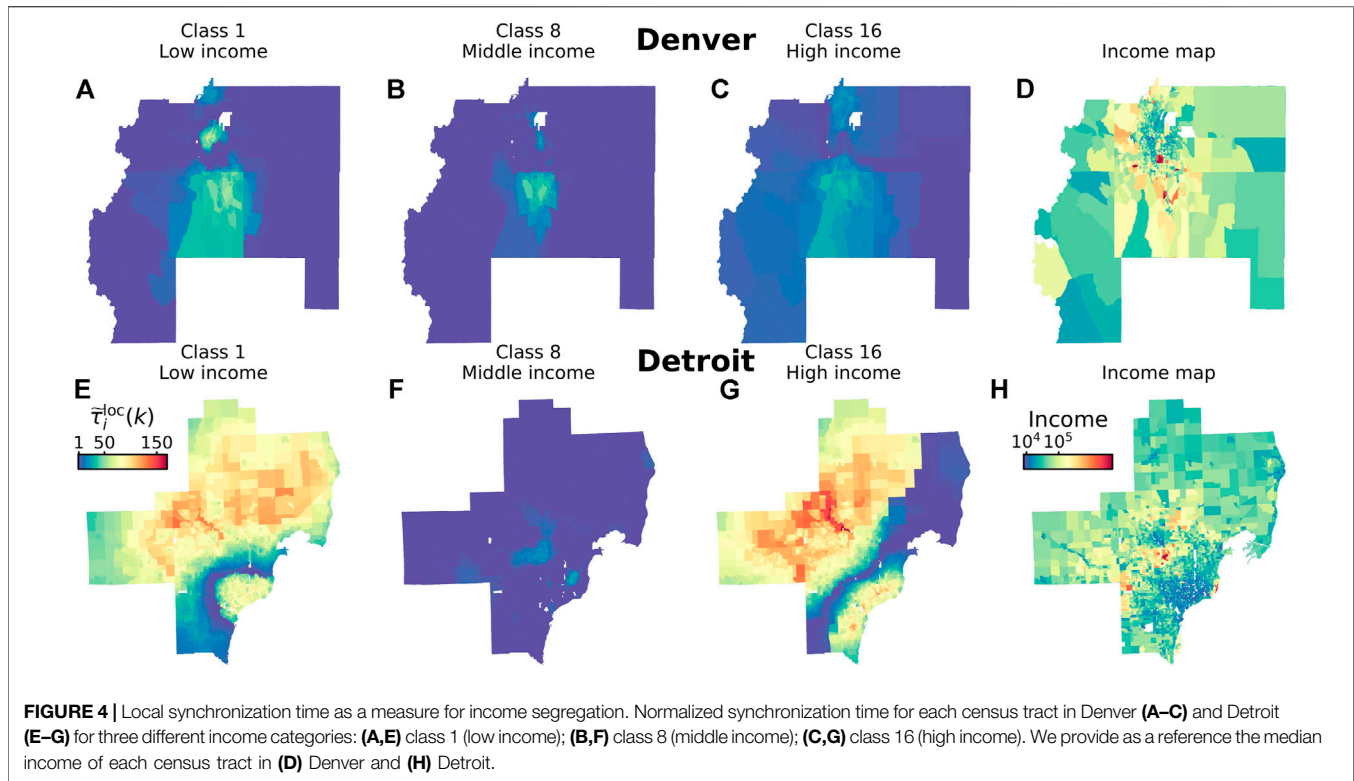 Class 1
Low income
Class 8
Middle income
Denver
Class 16
High income
Income map
A
B
C
D
Class 1
Low income
Class 8
Middle income
Detroit
Class 16
High income
Income map
E
F
G
H
τ̃ᵢˡᵒᶜ(k)
1 50 150
Income
10⁴ 10⁵
FIGURE 4 | Local synchronization time as a measure for income segregation. Normalized synchronization time for each census tract in Denver (A–C) and Detroit
(E–G) for three different income categories: (A,E) class 1 (low income); (B,F) class 8 (middle income); (C,G) class 16 (high income). We provide as a reference the median
income of each census tract in (D) Denver and (H) Detroit.